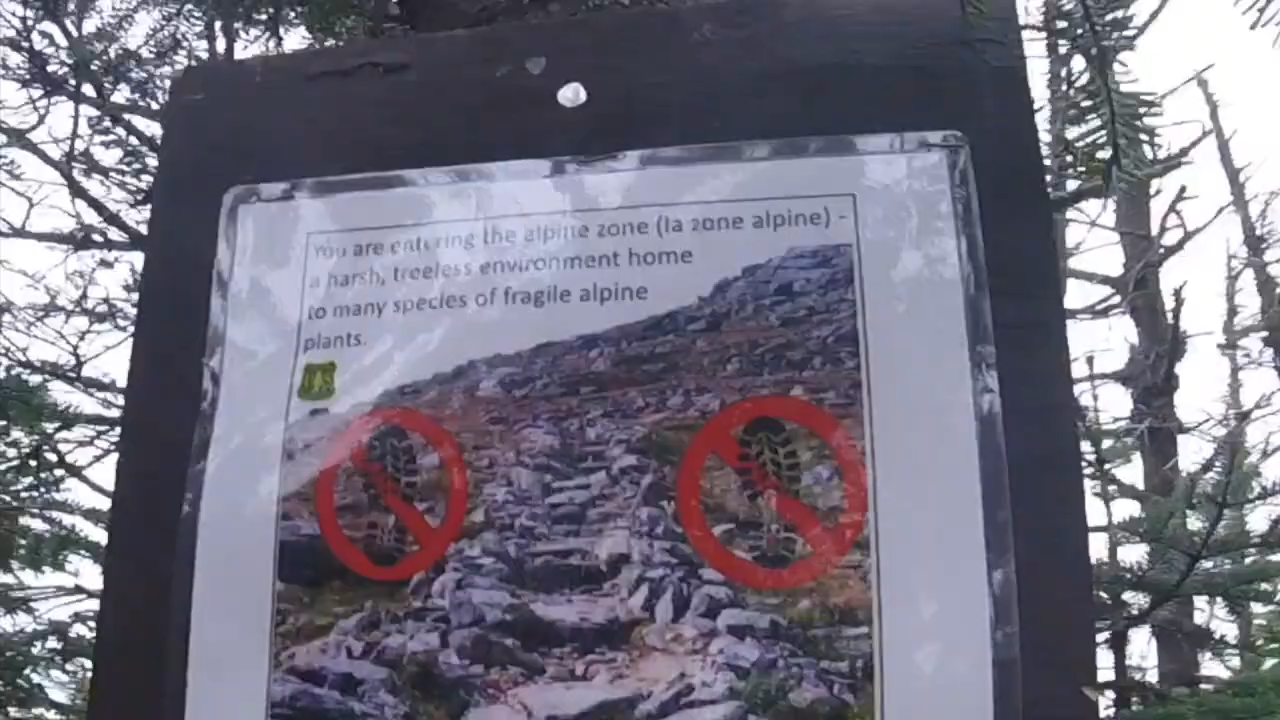 You are entering the alpine zone (la zone alpine) -
a harsh, treeless environment home
to many species of fragile alpine
plants.